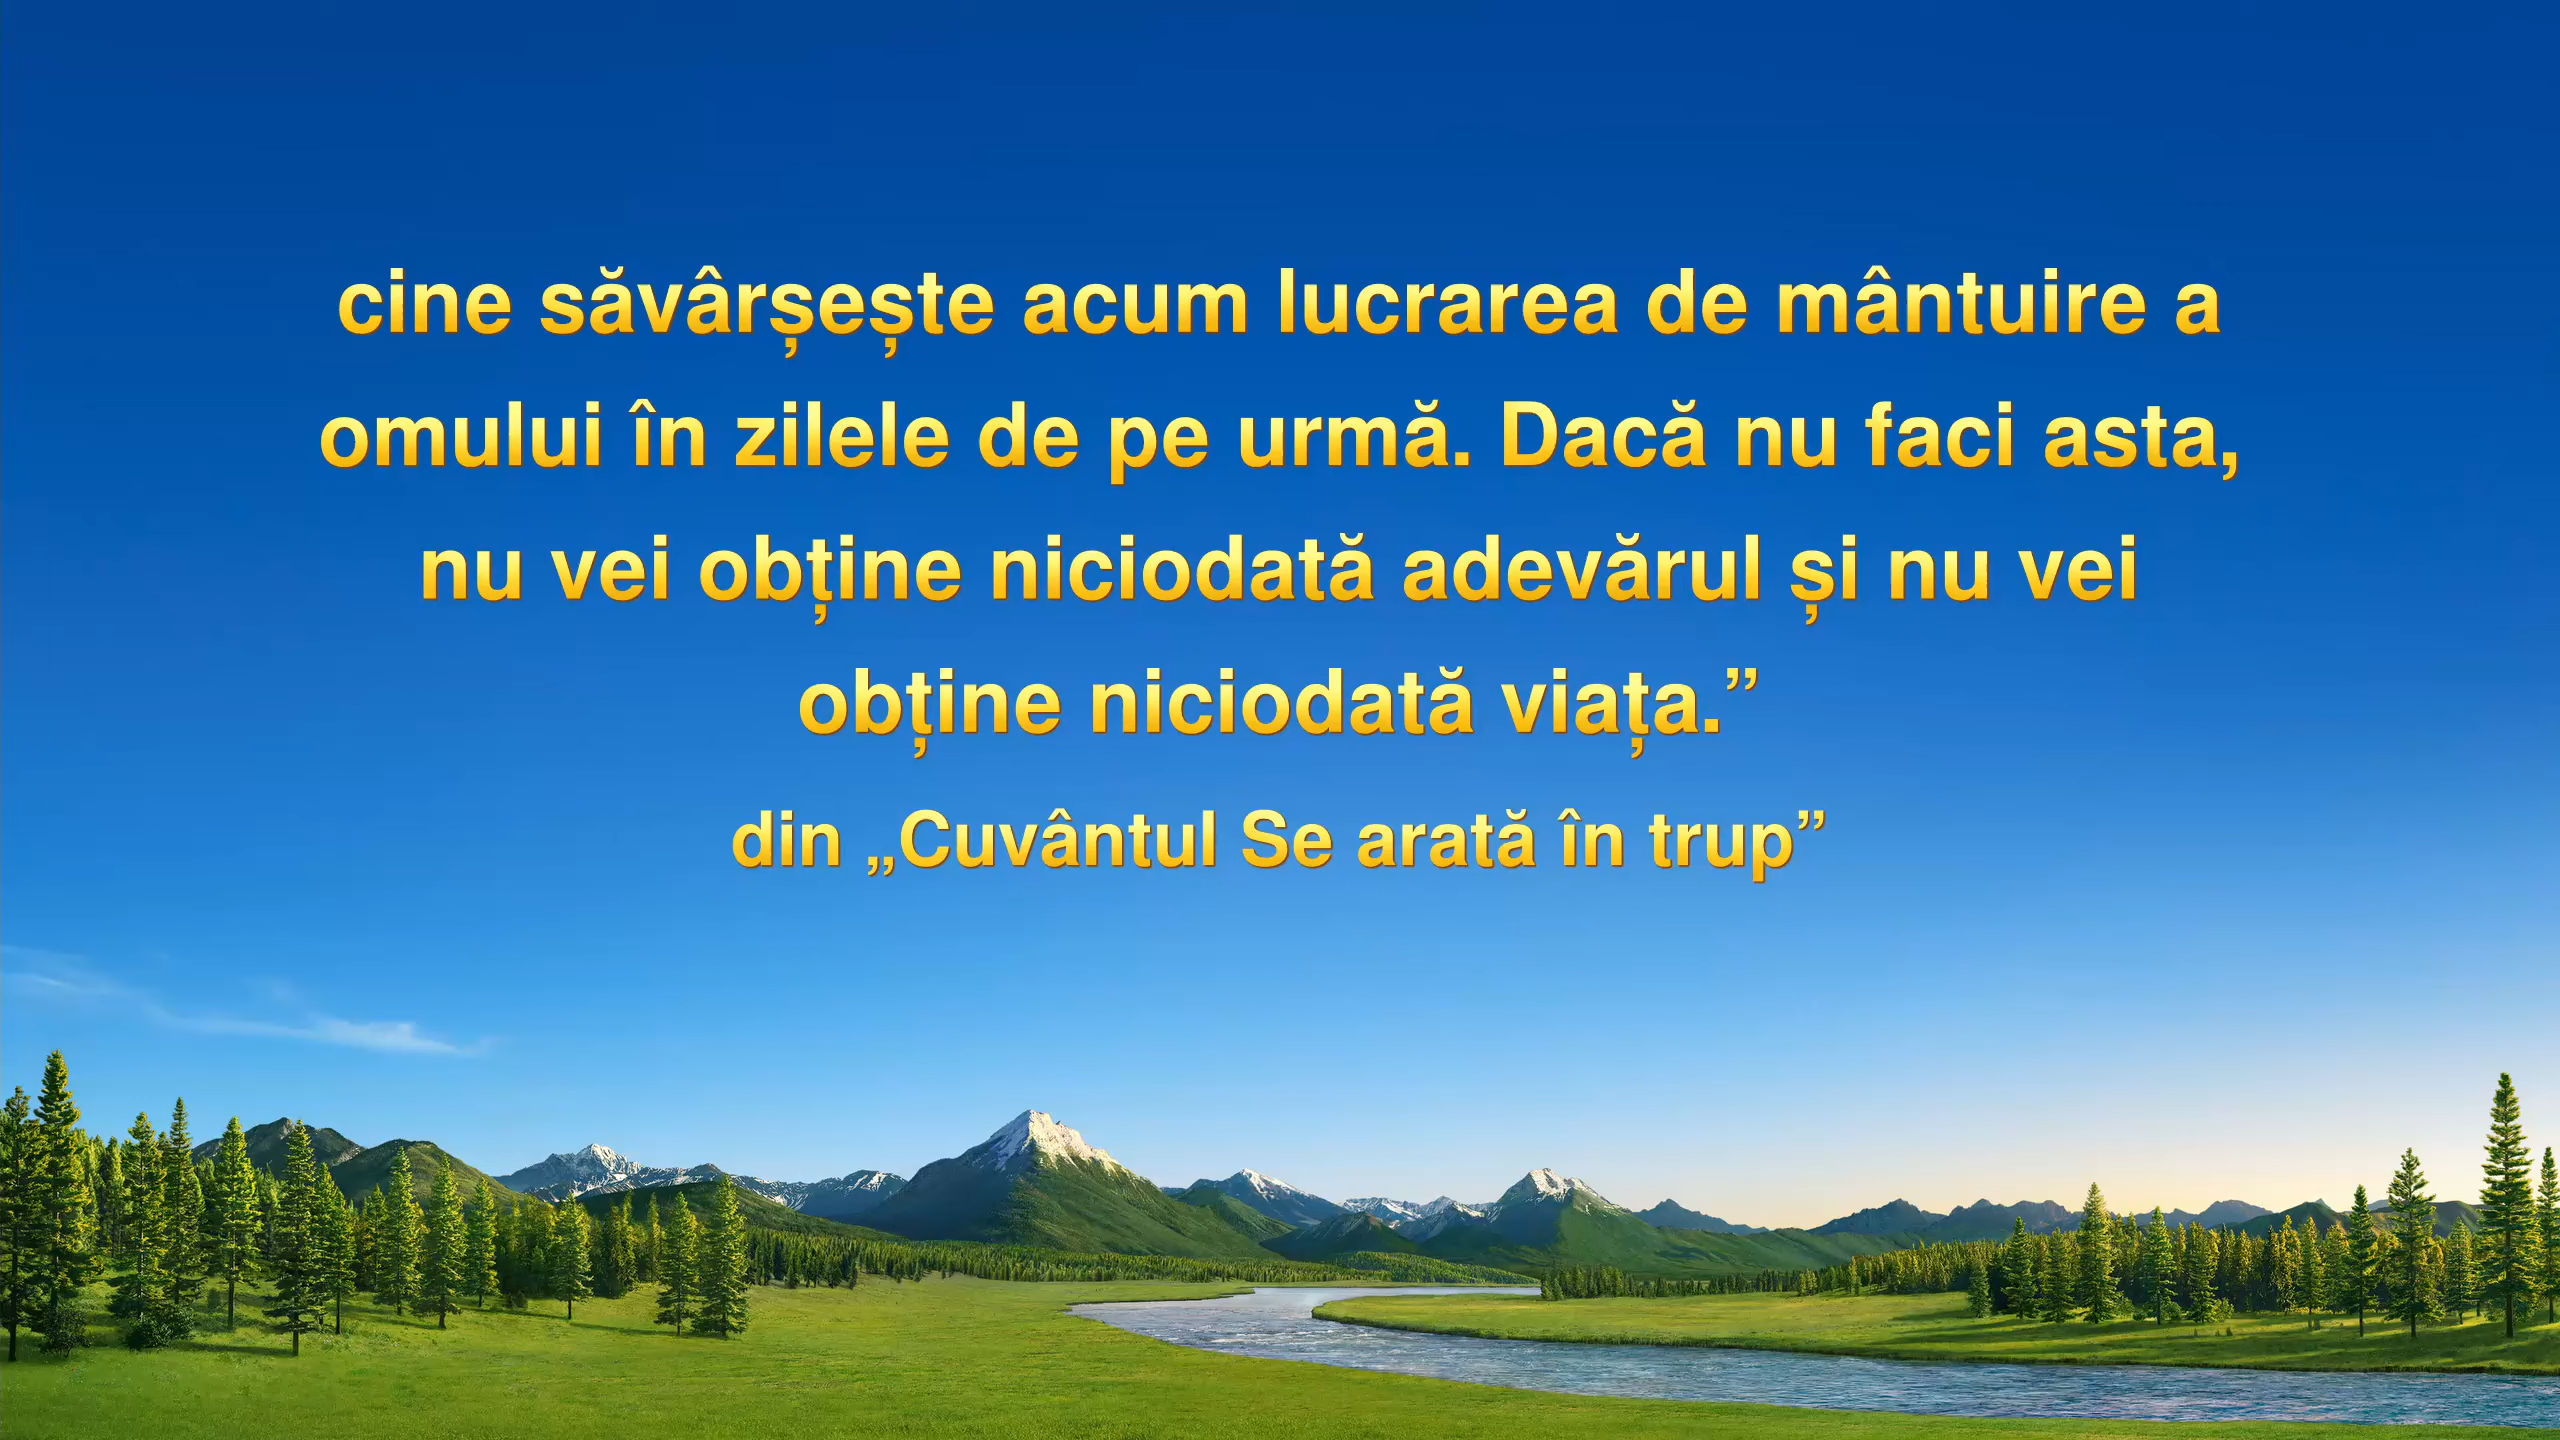 cine săvârșește acum lucrarea de mântuire a
omului în zilele de pe urmă. Dacă nu faci asta,
nu vei obține niciodată adevărul și nu vei
obține niciodată viața.”
din „Cuvântul Se arată în trup”